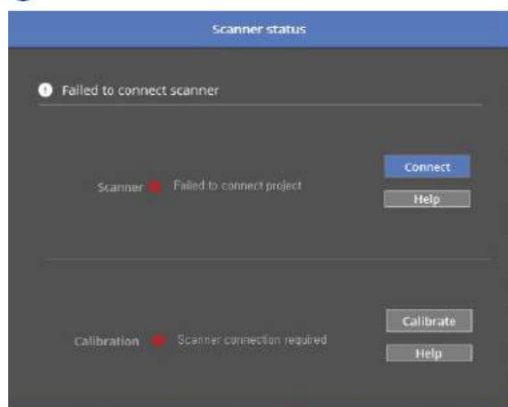 Scanner status
Failed to connect scanner
Connect
Scanner Failed to connect project
Help
Calibrate
Calibration Scanner connection required
Help